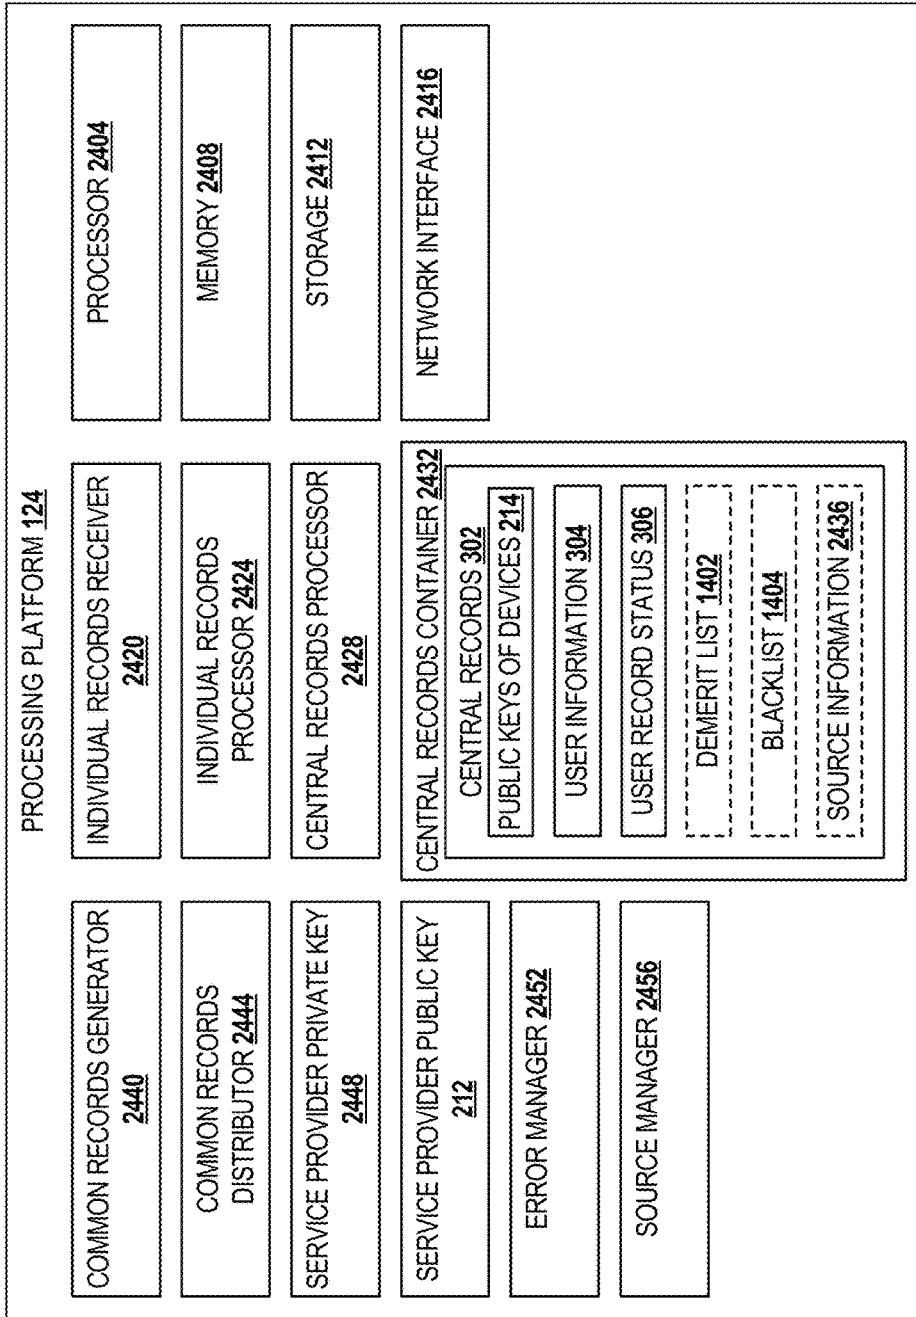 PROCESSING PLATFORM 124
COMMON RECORDS GENERATOR
2440
COMMON RECORDS
DISTRIBUTOR 2444
SERVICE PROVIDER PRIVATE KEY
2448
SERVICE PROVIDER PUBLIC KEY
212
ERROR MANAGER 2452
SOURCE MANAGER 2456
INDIVIDUAL RECORDS RECEIVER
2420
INDIVIDUAL RECORDS
PROCESSOR 2424
CENTRAL RECORDS PROCESSOR
2428
CENTRAL RECORDS CONTAINER 2432
CENTRAL RECORDS 302
PUBLIC KEYS OF DEVICES 214
USER INFORMATION 304
USER RECORD STATUS 306
DEMERIT LIST 1402
BLACKLIST 1404
SOURCE INFORMATION 2436
PROCESSOR 2404
MEMORY 2408
STORAGE 2412
NETWORK INTERFACE 2416